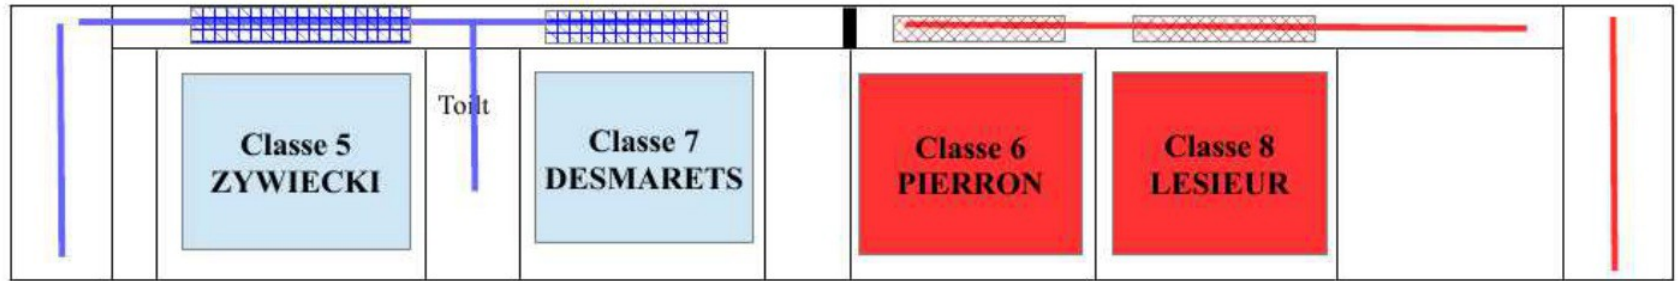 Toilt
Classe 5
ZYWIECKI
Classe 7
DESMARETS
Classe 6
PIERRON
Classe 8
LESIEUR